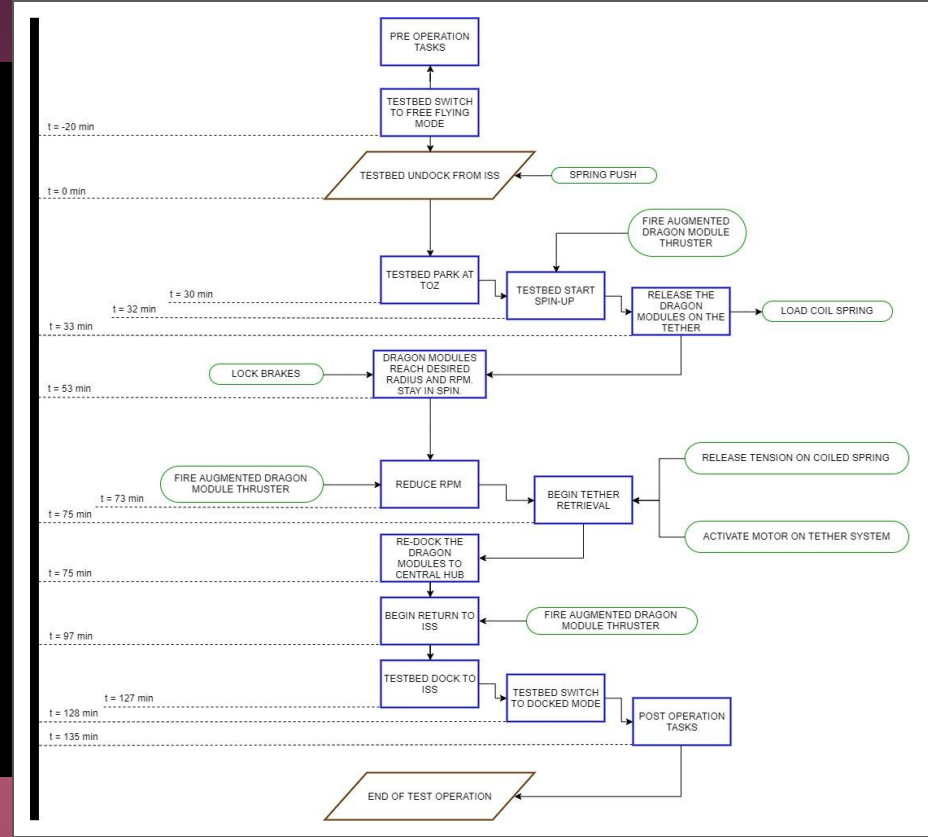 PRE OPERATION
TASKS
TESTBED SWITCH
TO FREE FLYING
MODE
t = -20 min
TESTBED UNDOCK FROM ISS
SPRING PUSH
t = 0 min
FIRE AUGMENTED
DRAGON MODULE
THRUSTER
TESTBED PARK AT
TOZ
TESTBED START
SPIN-UP
RELEASE THE
DRAGON
MODULES ON THE
TETHER
LOAD COIL SPRING
t = 30 min
t = 32 min
t = 33 min
DRAGON MODULES
REACH DESIRED
RADIUS AND RPM.
STAY IN SPIN.
LOCK BRAKES
t = 53 min
RELEASE TENSION ON COILED SPRING
FIRE AUGMENTED DRAGON
MODULE THRUSTER
REDUCE RPM
BEGIN TETHER
RETRIEVAL
t = 73 min
t = 75 min
ACTIVATE MOTOR ON TETHER SYSTEM
RE-DOCK THE
DRAGON
MODULES TO
CENTRAL HUB
t = 75 min
BEGIN RETURN TO
ISS
FIRE AUGMENTED DRAGON
MODULE THRUSTER
t = 97 min
TESTBED DOCK TO
ISS
TESTBED SWITCH
TO DOCKED MODE
t = 127 min
t = 128 min
POST OPERATION
TASKS
t = 135 min
END OF TEST OPERATION